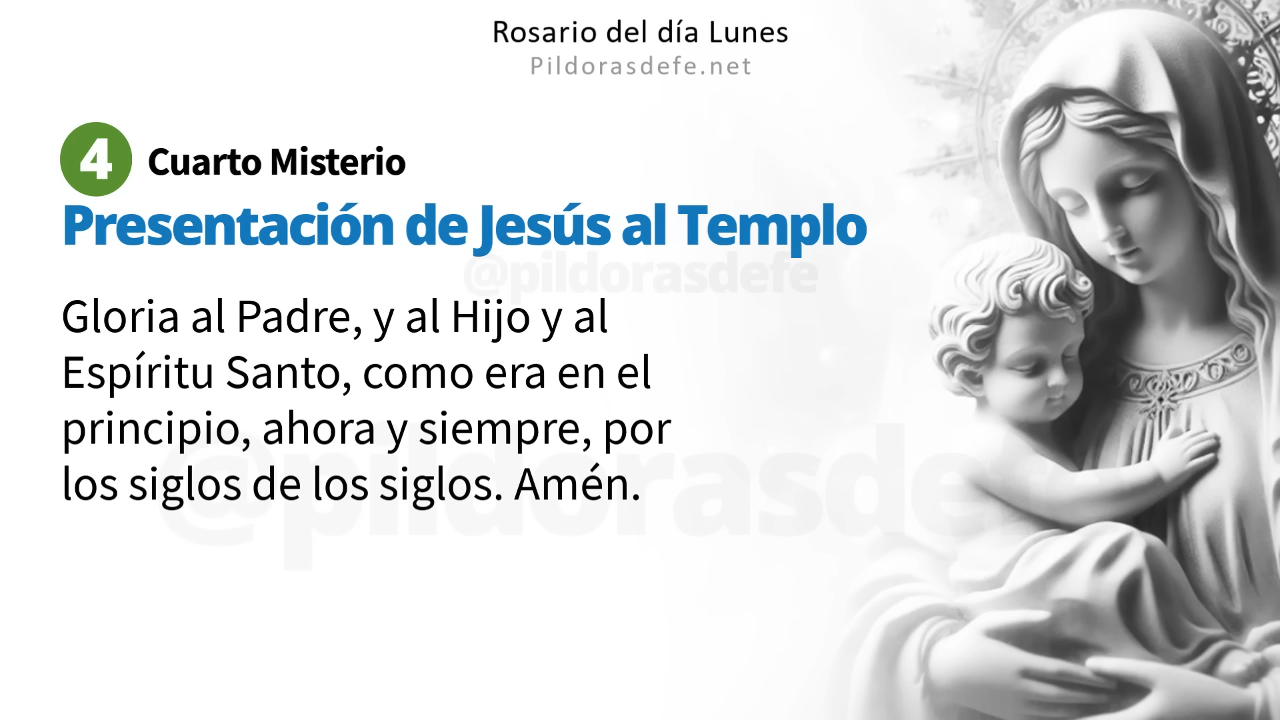 Rosario del día Lunes
Pildorasdefe.net
4 Cuarto Misterio
Presentación de Jesús al Templo
@pildorasdefe
Gloria al Padre, y al Hijo y al
Espíritu Santo, como era en el
principio, ahora y siempre, por
los siglos de los siglos. Amén.
@pildorasdefe